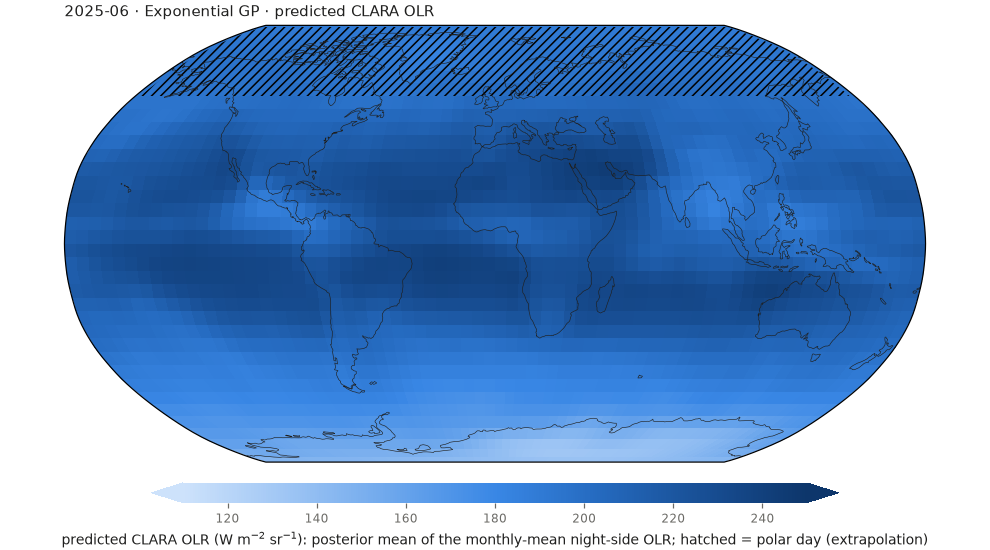 2025-06 · Exponential GP · predicted CLARA OLR
120 140 160 180 200 220 240
predicted CLARA OLR (W m⁻² sr⁻¹): posterior mean of the monthly-mean night-side OLR; hatched = polar day (extrapolation)